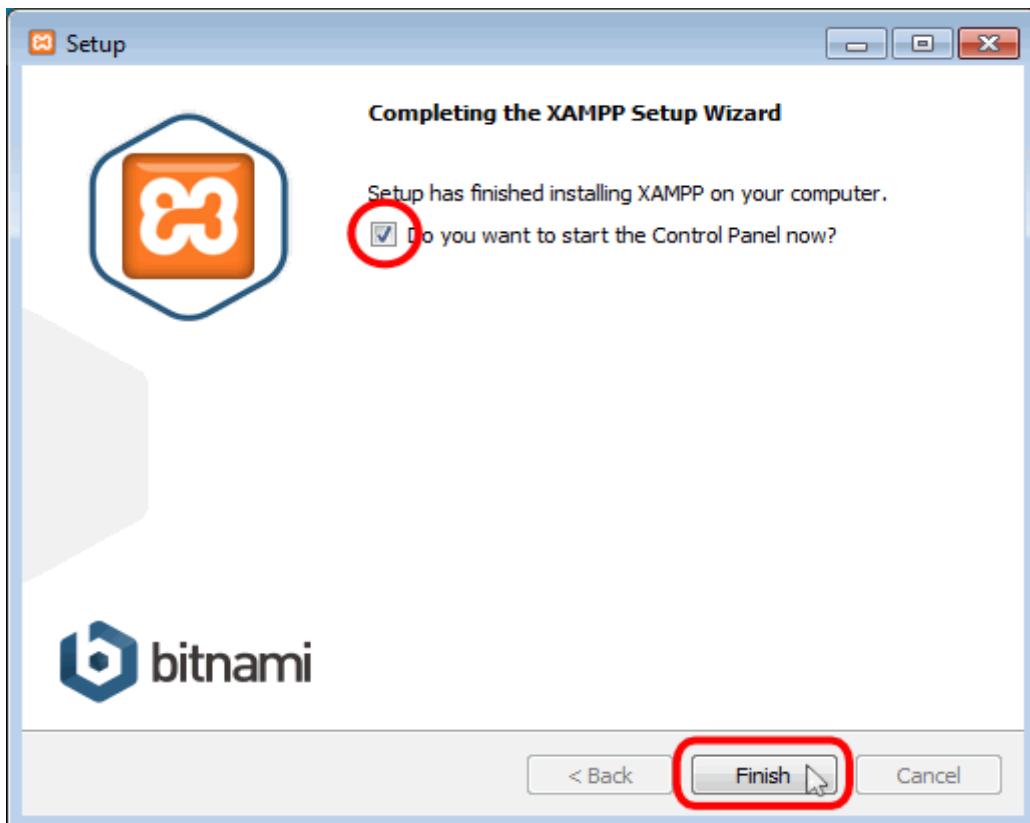 Setup
Completing the XAMPP Setup Wizard
Setup has finished installing XAMPP on your computer.
Do you want to start the Control Panel now?
bitnami
< Back
Finish
Cancel